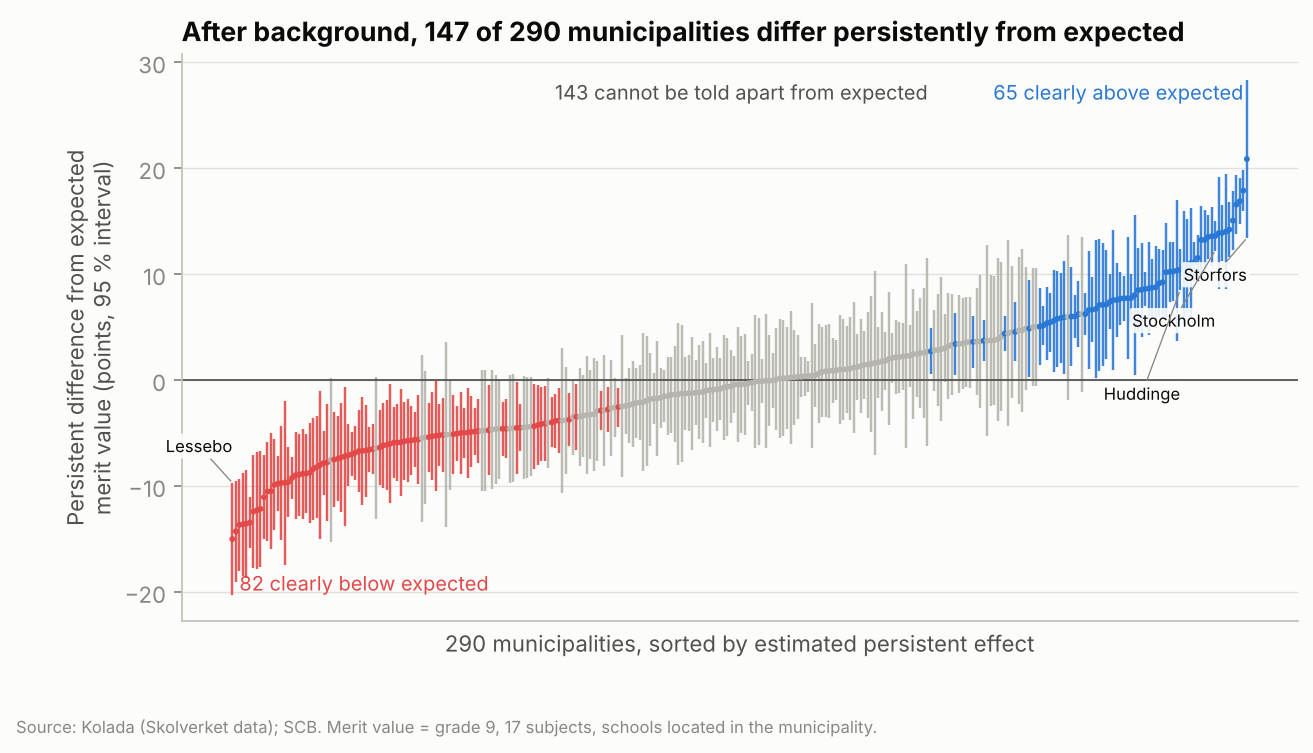 After background, 147 of 290 municipalities differ persistently from expected
Persistent difference from expected
merit value (points, 95 % interval)
30
20
10
0
−10
−20
143 cannot be told apart from expected
65 clearly above expected
Storfors
Stockholm
Huddinge
Lessebo
82 clearly below expected
290 municipalities, sorted by estimated persistent effect
Source: Kolada (Skolverket data); SCB. Merit value = grade 9, 17 subjects, schools located in the municipality.